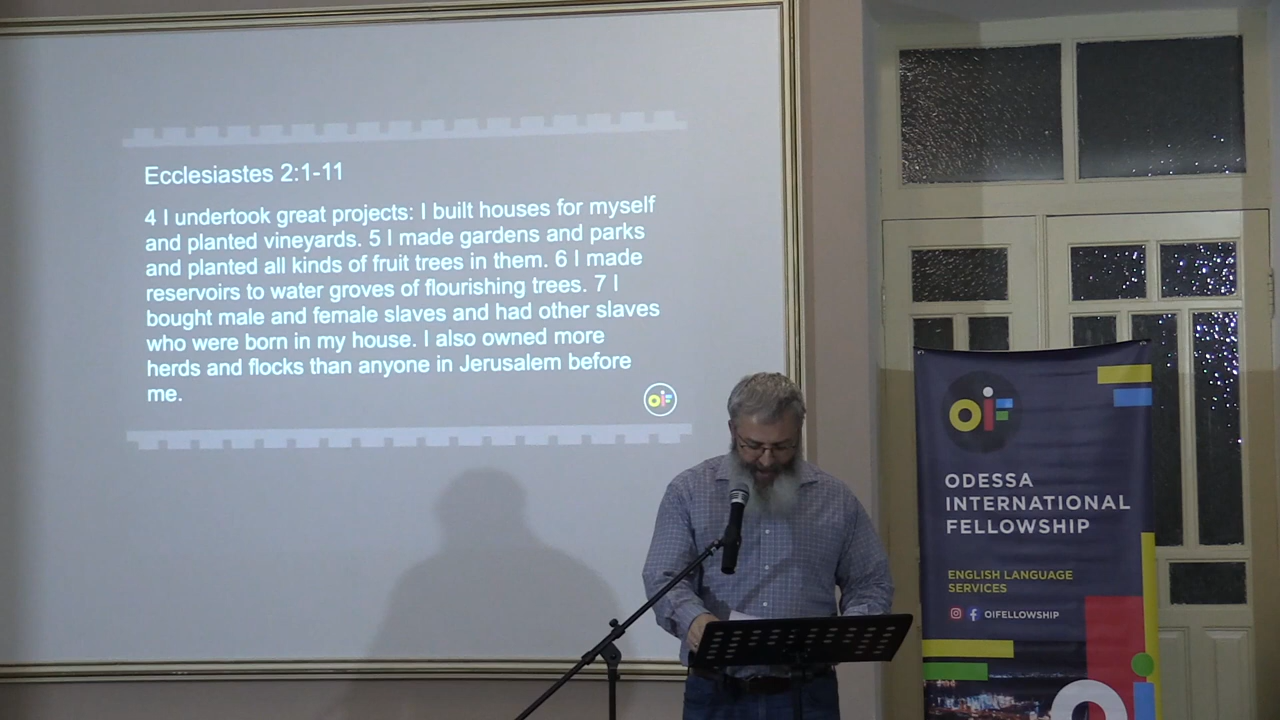 Ecclesiastes 2:1-11
4 I undertook great projects: I built houses for myself
and planted vineyards. 5 I made gardens and parks
and planted all kinds of fruit trees in them. 6 I made
reservoirs to water groves of flourishing trees. 7 I
bought male and female slaves and had other slaves
who were born in my house. I also owned more
herds and flocks than anyone in Jerusalem before
me.
OiF
OiF
ODESSA
INTERNATIONAL
FELLOWSHIP
ENGLISH LANGUAGE
SERVICES
OIFELLOWSHIP
Oi